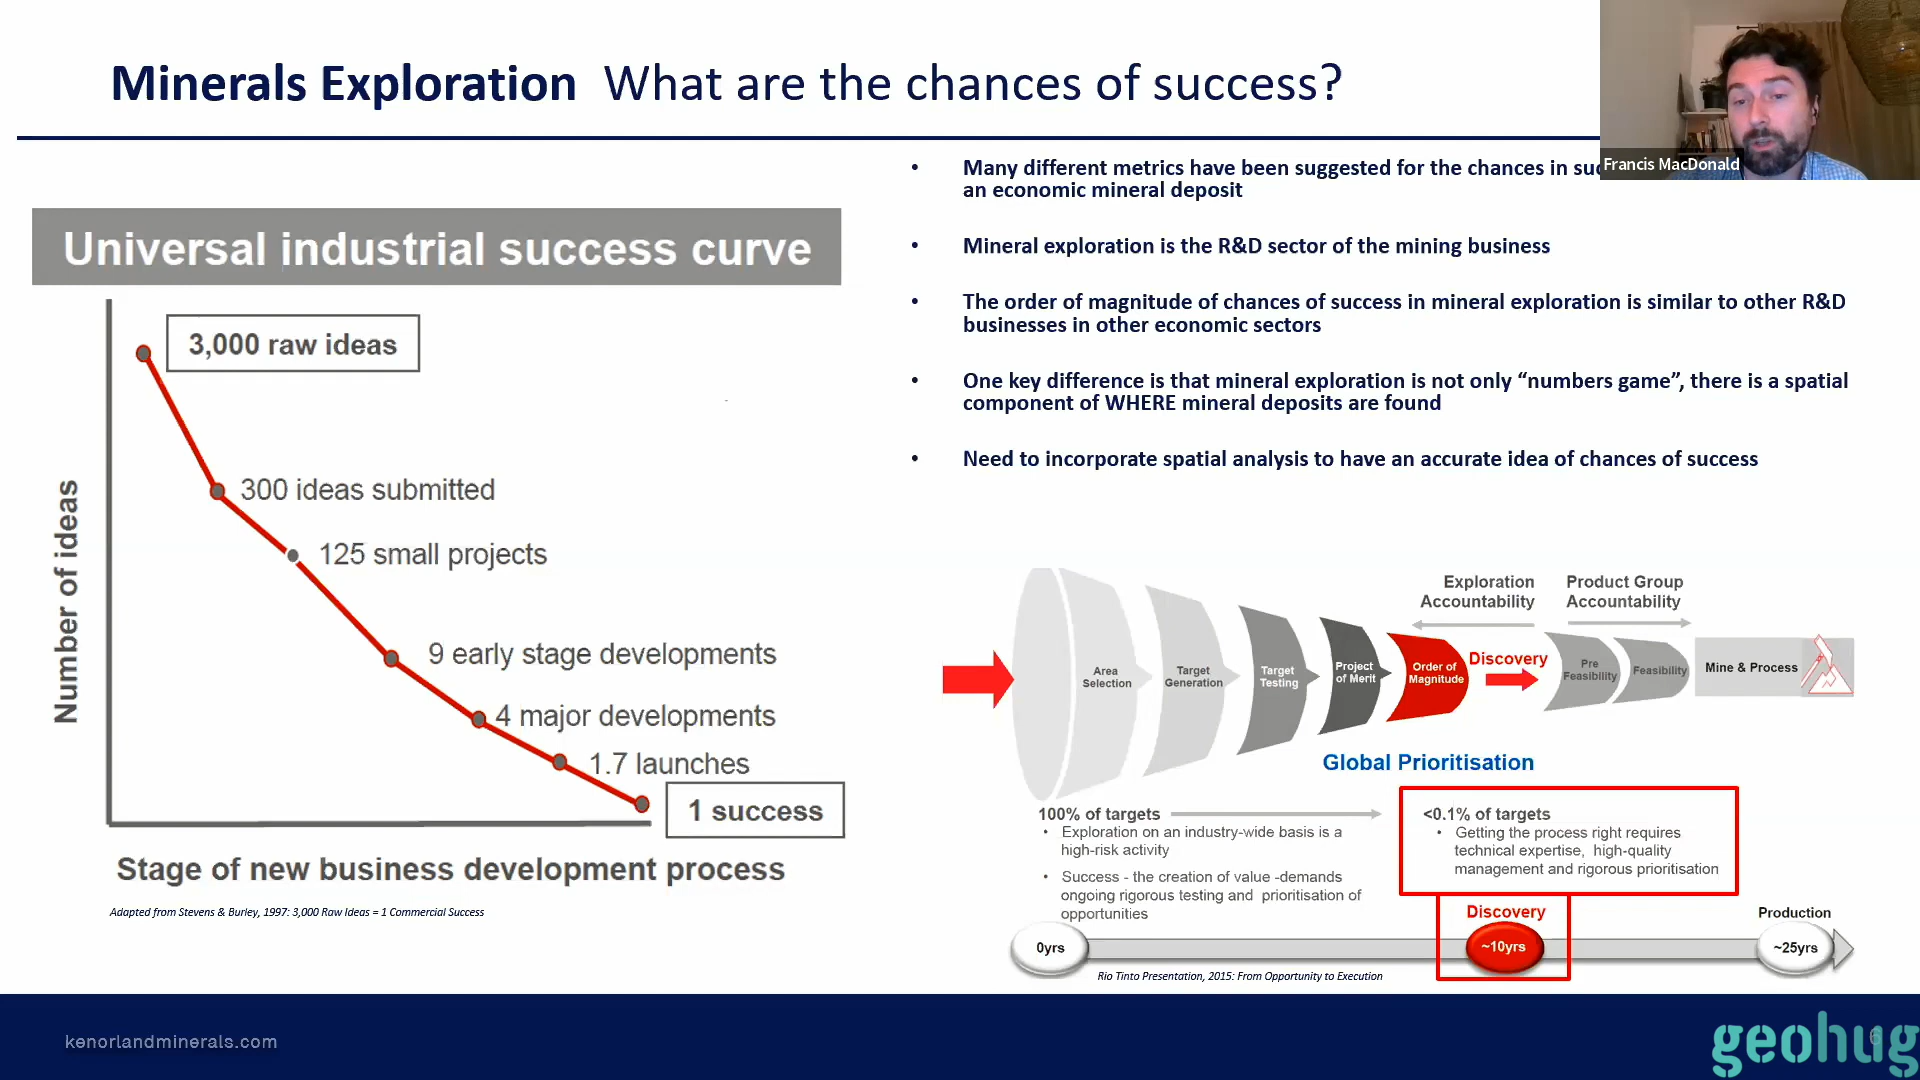 Minerals Exploration What are the chances of success?
Francis MacDonald
Universal industrial success curve
3,000 raw ideas
300 ideas submitted
125 small projects
9 early stage developments
4 major developments
1.7 launches
1 success
Number of ideas
Stage of new business development process
Adapted from Stevens & Burley, 1997: 3,000 Raw Ideas = 1 Commercial Success
• Many different metrics have been suggested for the chances in
an economic mineral deposit
• Mineral exploration is the R&D sector of the mining business
• The order of magnitude of chances of success in mineral exploration is similar to other R&D
businesses in other economic sectors
• One key difference is that mineral exploration is not only “numbers game”, there is a spatial
component of WHERE mineral deposits are found
• Need to incorporate spatial analysis to have an accurate idea of chances of success
Exploration
Accountability
Product Group
Accountability
Area
Selection
Target
Generation
Target
Testing
Project
of Merit
Order of
Magnitude
Discovery
Pre
Feasibility
Feasibility
Mine & Process
Global Prioritisation
100% of targets
• Exploration on an industry-wide basis is a
high-risk activity
• Success - the creation of value -demands
ongoing rigorous testing and prioritisation of
opportunities
<0.1% of targets
• Getting the process right requires
technical expertise, high-quality
management and rigorous prioritisation
Discovery
Production
0yrs
~10yrs
~25yrs
Rio Tinto Presentation, 2015: From Opportunity to Execution
kenorlandminerals.com
geohug
6